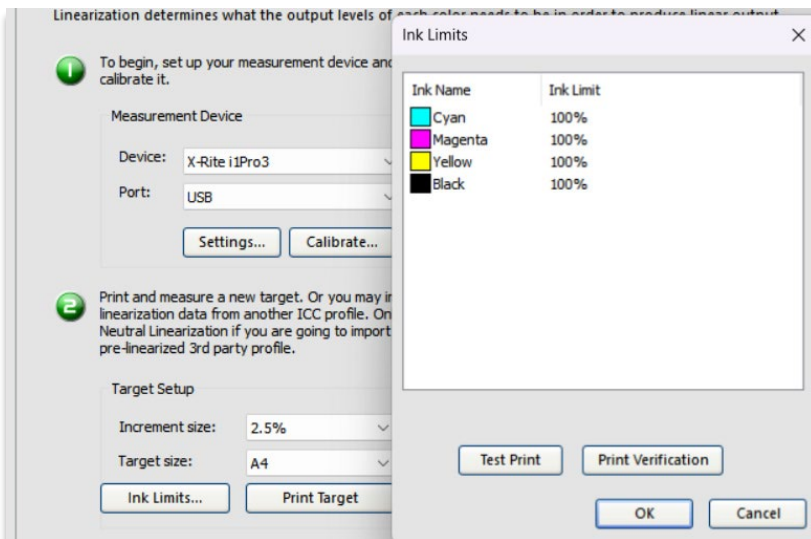 Linearization determines what the output levels of each color needs to be in order to produce linear output
1
To begin, set up your measurement device and
calibrate it.
Measurement Device
Device: X-Rite i1Pro3
Port: USB
Settings... Calibrate...
2
Print and measure a new target. Or you may
linearization data from another ICC profile. On
Neutral Linearization if you are going to import
pre-linearized 3rd party profile.
Target Setup
Increment size: 2.5%
Target size: A4
Ink Limits... Print Target
Ink Limits
Ink Name Ink Limit
Cyan 100%
Magenta 100%
Yellow 100%
Black 100%
Test Print Print Verification
OK Cancel